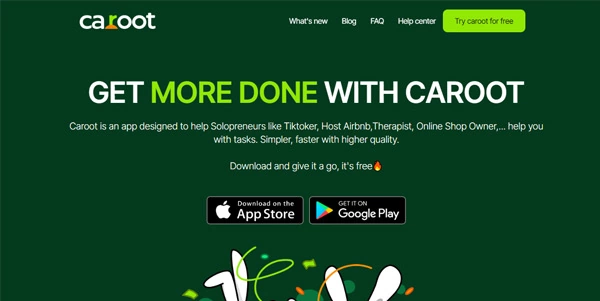 caroot
What's new
Blog
FAQ
Help center
Try caroot for free
GET MORE DONE WITH CAROOT
Caroot is an app designed to help Solopreneurs like Tiktoker, Host Airbnb,Therapist, Online Shop Owner,... help you
with tasks. Simpler, faster with higher quality.
Download and give it a go, it's free🔥
Download on the
App Store
GET IT ON
Google Play